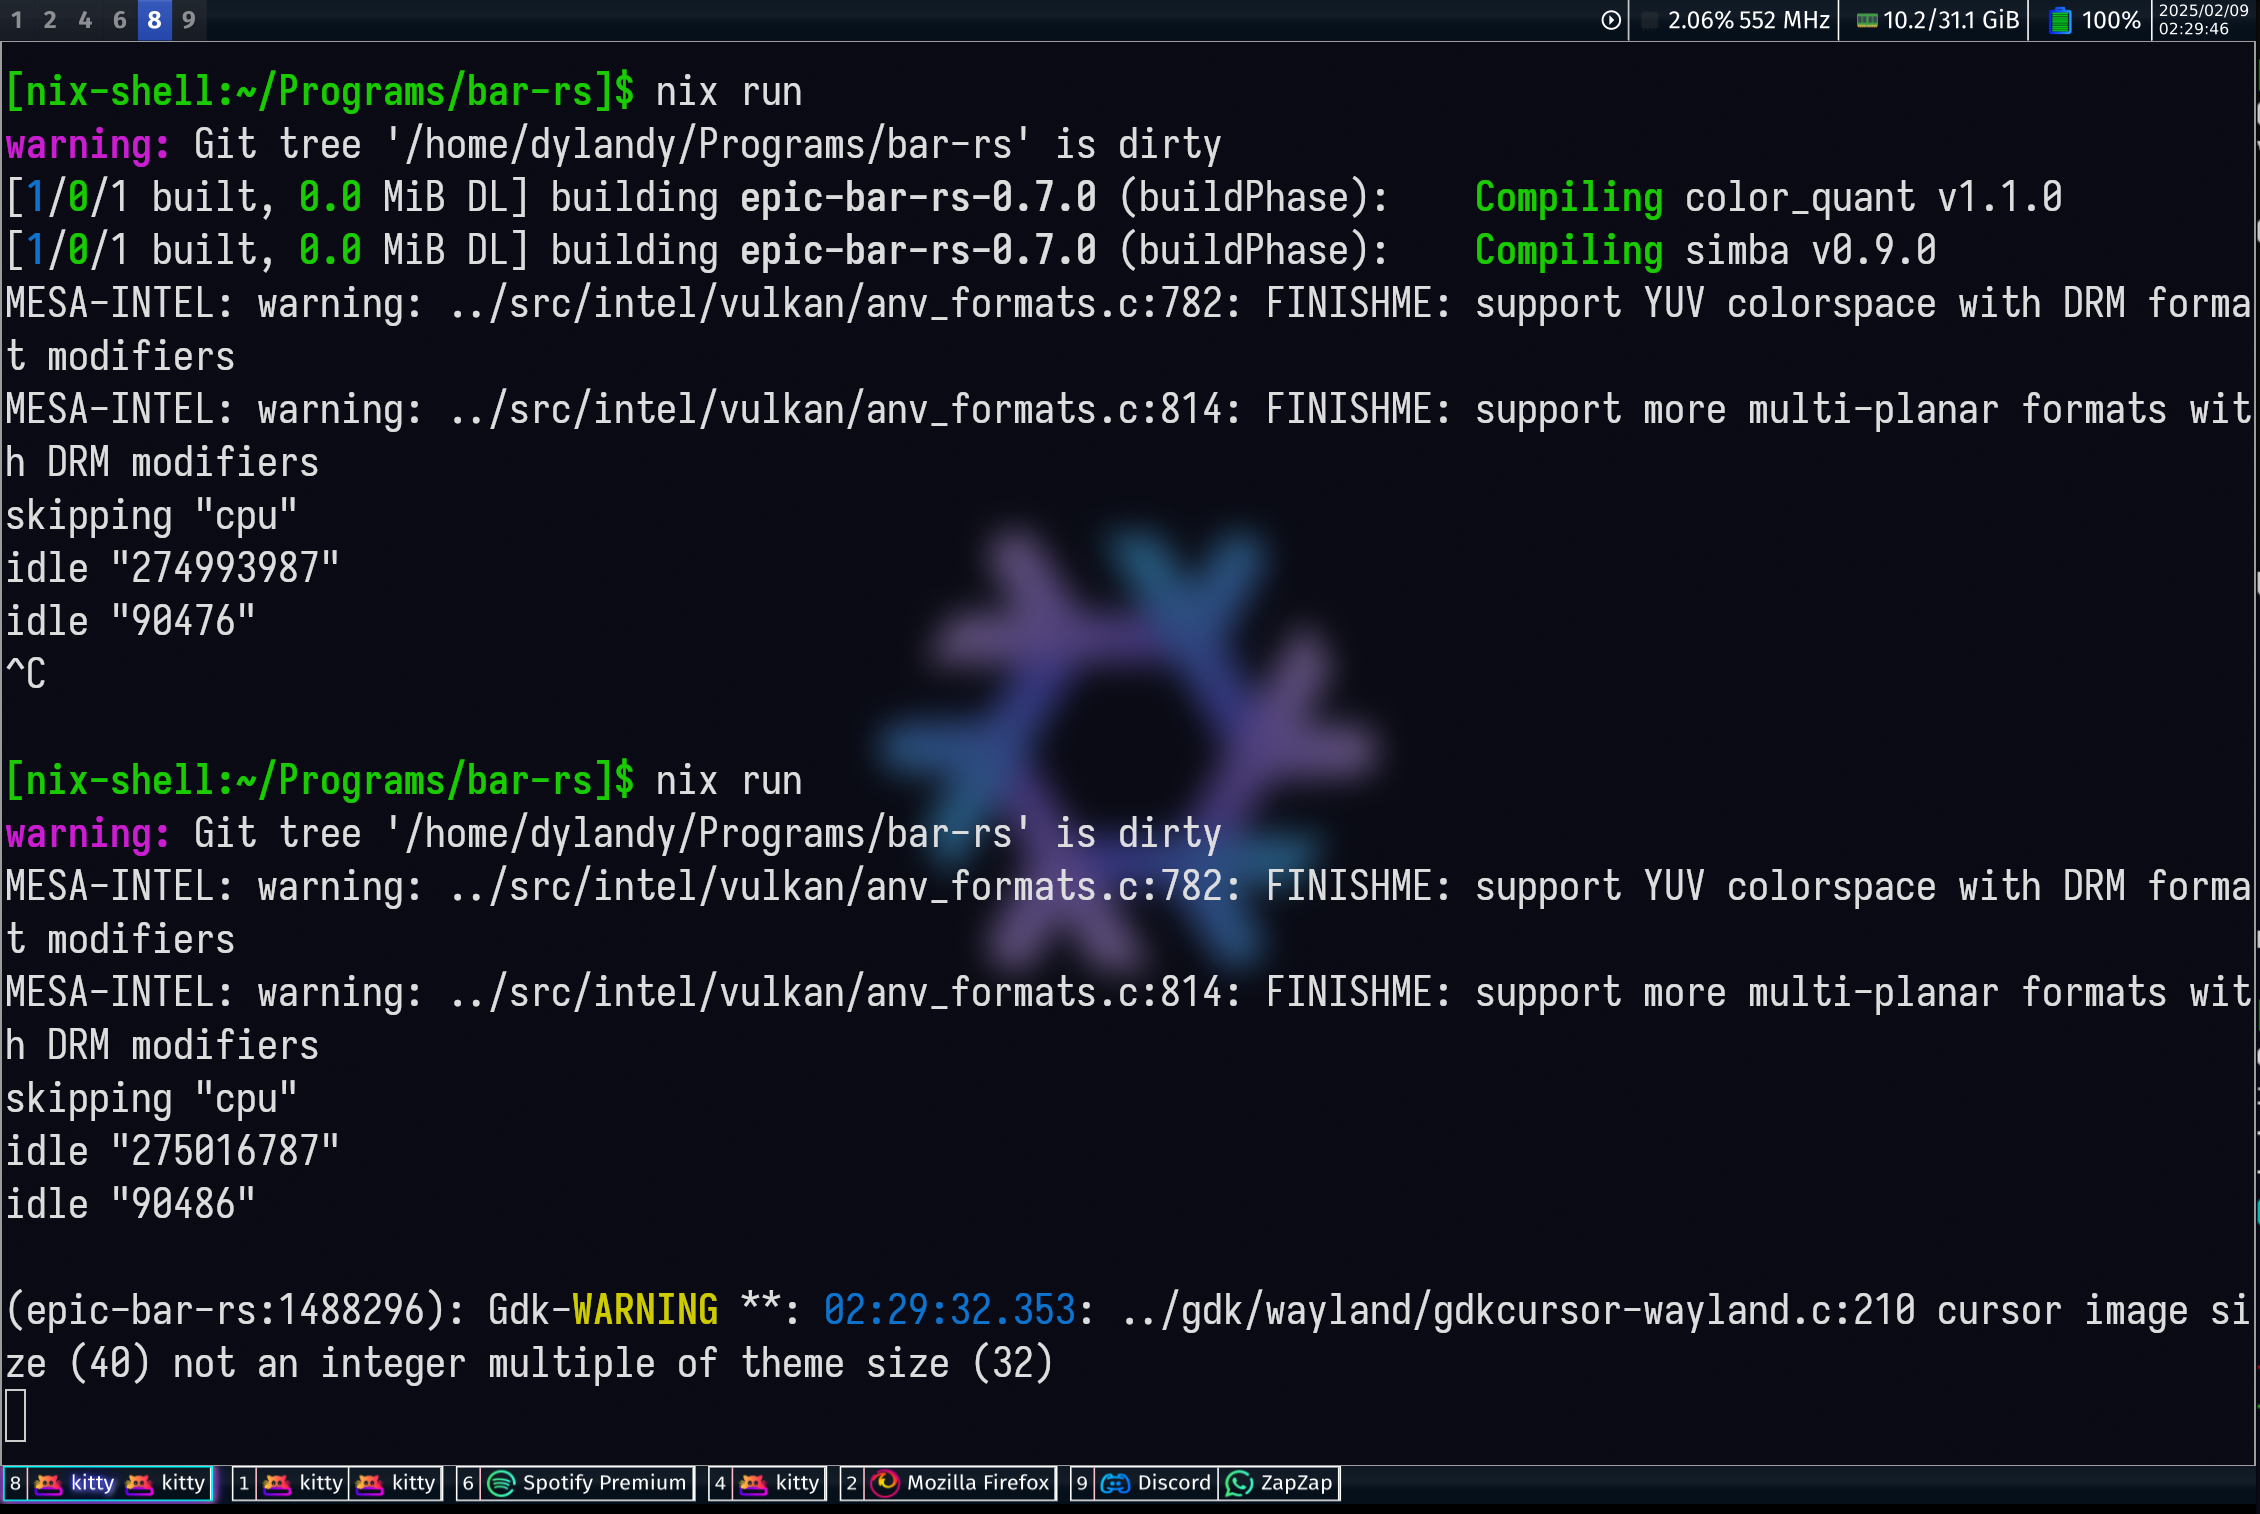 1 2 4 6 8 9
2.06% 552 MHz 10.2/31.1 GiB 100% 2025/02/09
02:29:46
[nix-shell:~/Programs/bar-rs]$ nix run
warning: Git tree '/home/dylandy/Programs/bar-rs' is dirty
[1/0/1 built, 0.0 MiB DL] building epic-bar-rs-0.7.0 (buildPhase):    Compiling color_quant v1.1.0
[1/0/1 built, 0.0 MiB DL] building epic-bar-rs-0.7.0 (buildPhase):    Compiling simba v0.9.0
MESA-INTEL: warning: ../src/intel/vulkan/anv_formats.c:782: FINISHME: support YUV colorspace with DRM forma
t modifiers
MESA-INTEL: warning: ../src/intel/vulkan/anv_formats.c:814: FINISHME: support more multi-planar formats wit
h DRM modifiers
skipping "cpu"
idle "274993987"
idle "90476"
^C
[nix-shell:~/Programs/bar-rs]$ nix run
warning: Git tree '/home/dylandy/Programs/bar-rs' is dirty
MESA-INTEL: warning: ../src/intel/vulkan/anv_formats.c:782: FINISHME: support YUV colorspace with DRM forma
t modifiers
MESA-INTEL: warning: ../src/intel/vulkan/anv_formats.c:814: FINISHME: support more multi-planar formats wit
h DRM modifiers
skipping "cpu"
idle "275016787"
idle "90486"
(epic-bar-rs:1488296): Gdk-WARNING **: 02:29:32.353: ../gdk/wayland/gdkcursor-wayland.c:210 cursor image si
ze (40) not an integer multiple of theme size (32)
8 kitty kitty 1 kitty kitty 6 Spotify Premium 4 kitty 2 Mozilla Firefox 9 Discord ZapZap